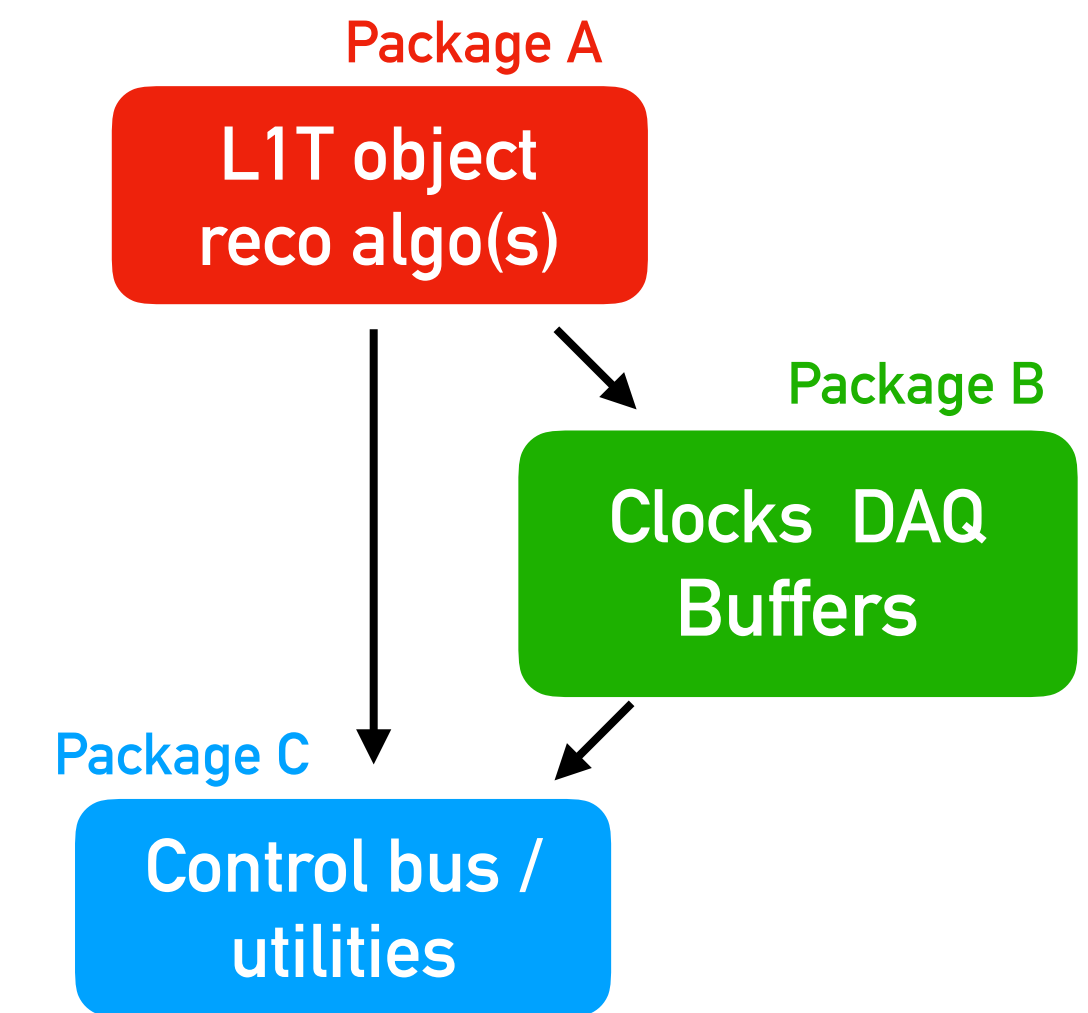 Package A
L1T object
reco algo(s)
Package B
Clocks  DAQ
Buffers
Package C
Control bus /
utilities